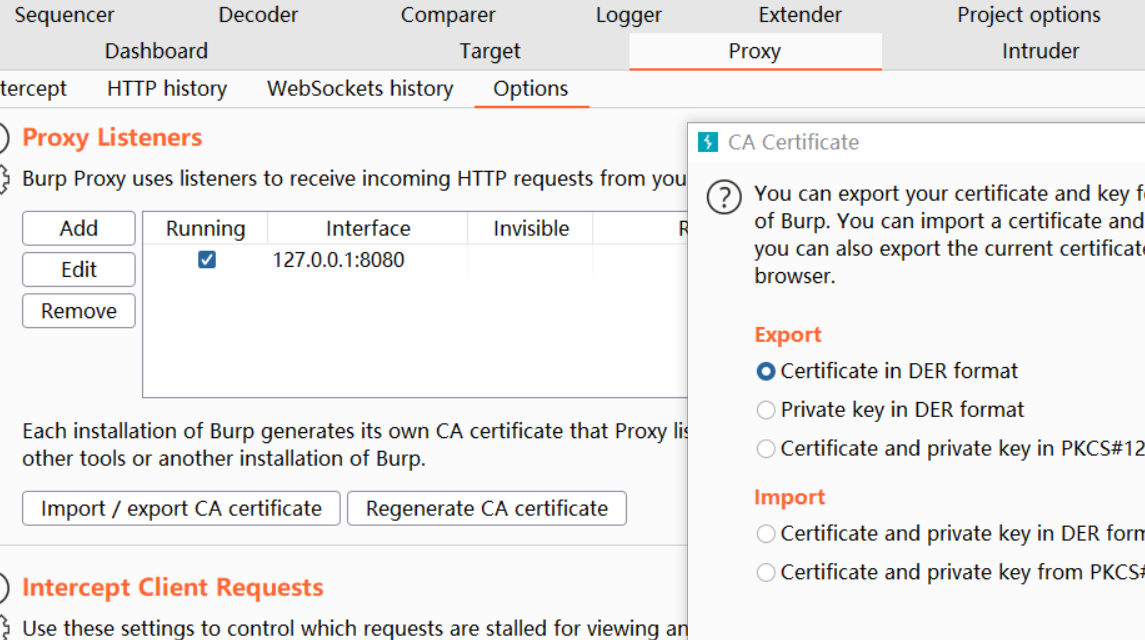 Sequencer Decoder Comparer Logger Extender Project options
Dashboard Target Proxy Intruder
tercept HTTP history WebSockets history Options
Proxy Listeners
Burp Proxy uses listeners to receive incoming HTTP requests from you
Add
Edit
Remove
Running Interface Invisible R
127.0.0.1:8080
Each installation of Burp generates its own CA certificate that Proxy lis
other tools or another installation of Burp.
Import / export CA certificate Regenerate CA certificate
Intercept Client Requests
Use these settings to control which requests are stalled for viewing an
CA Certificate
You can export your certificate and key f
of Burp. You can import a certificate and
you can also export the current certificate
browser.
Export
Certificate in DER format
Private key in DER format
Certificate and private key in PKCS#12
Import
Certificate and private key in DER form
Certificate and private key from PKCS#